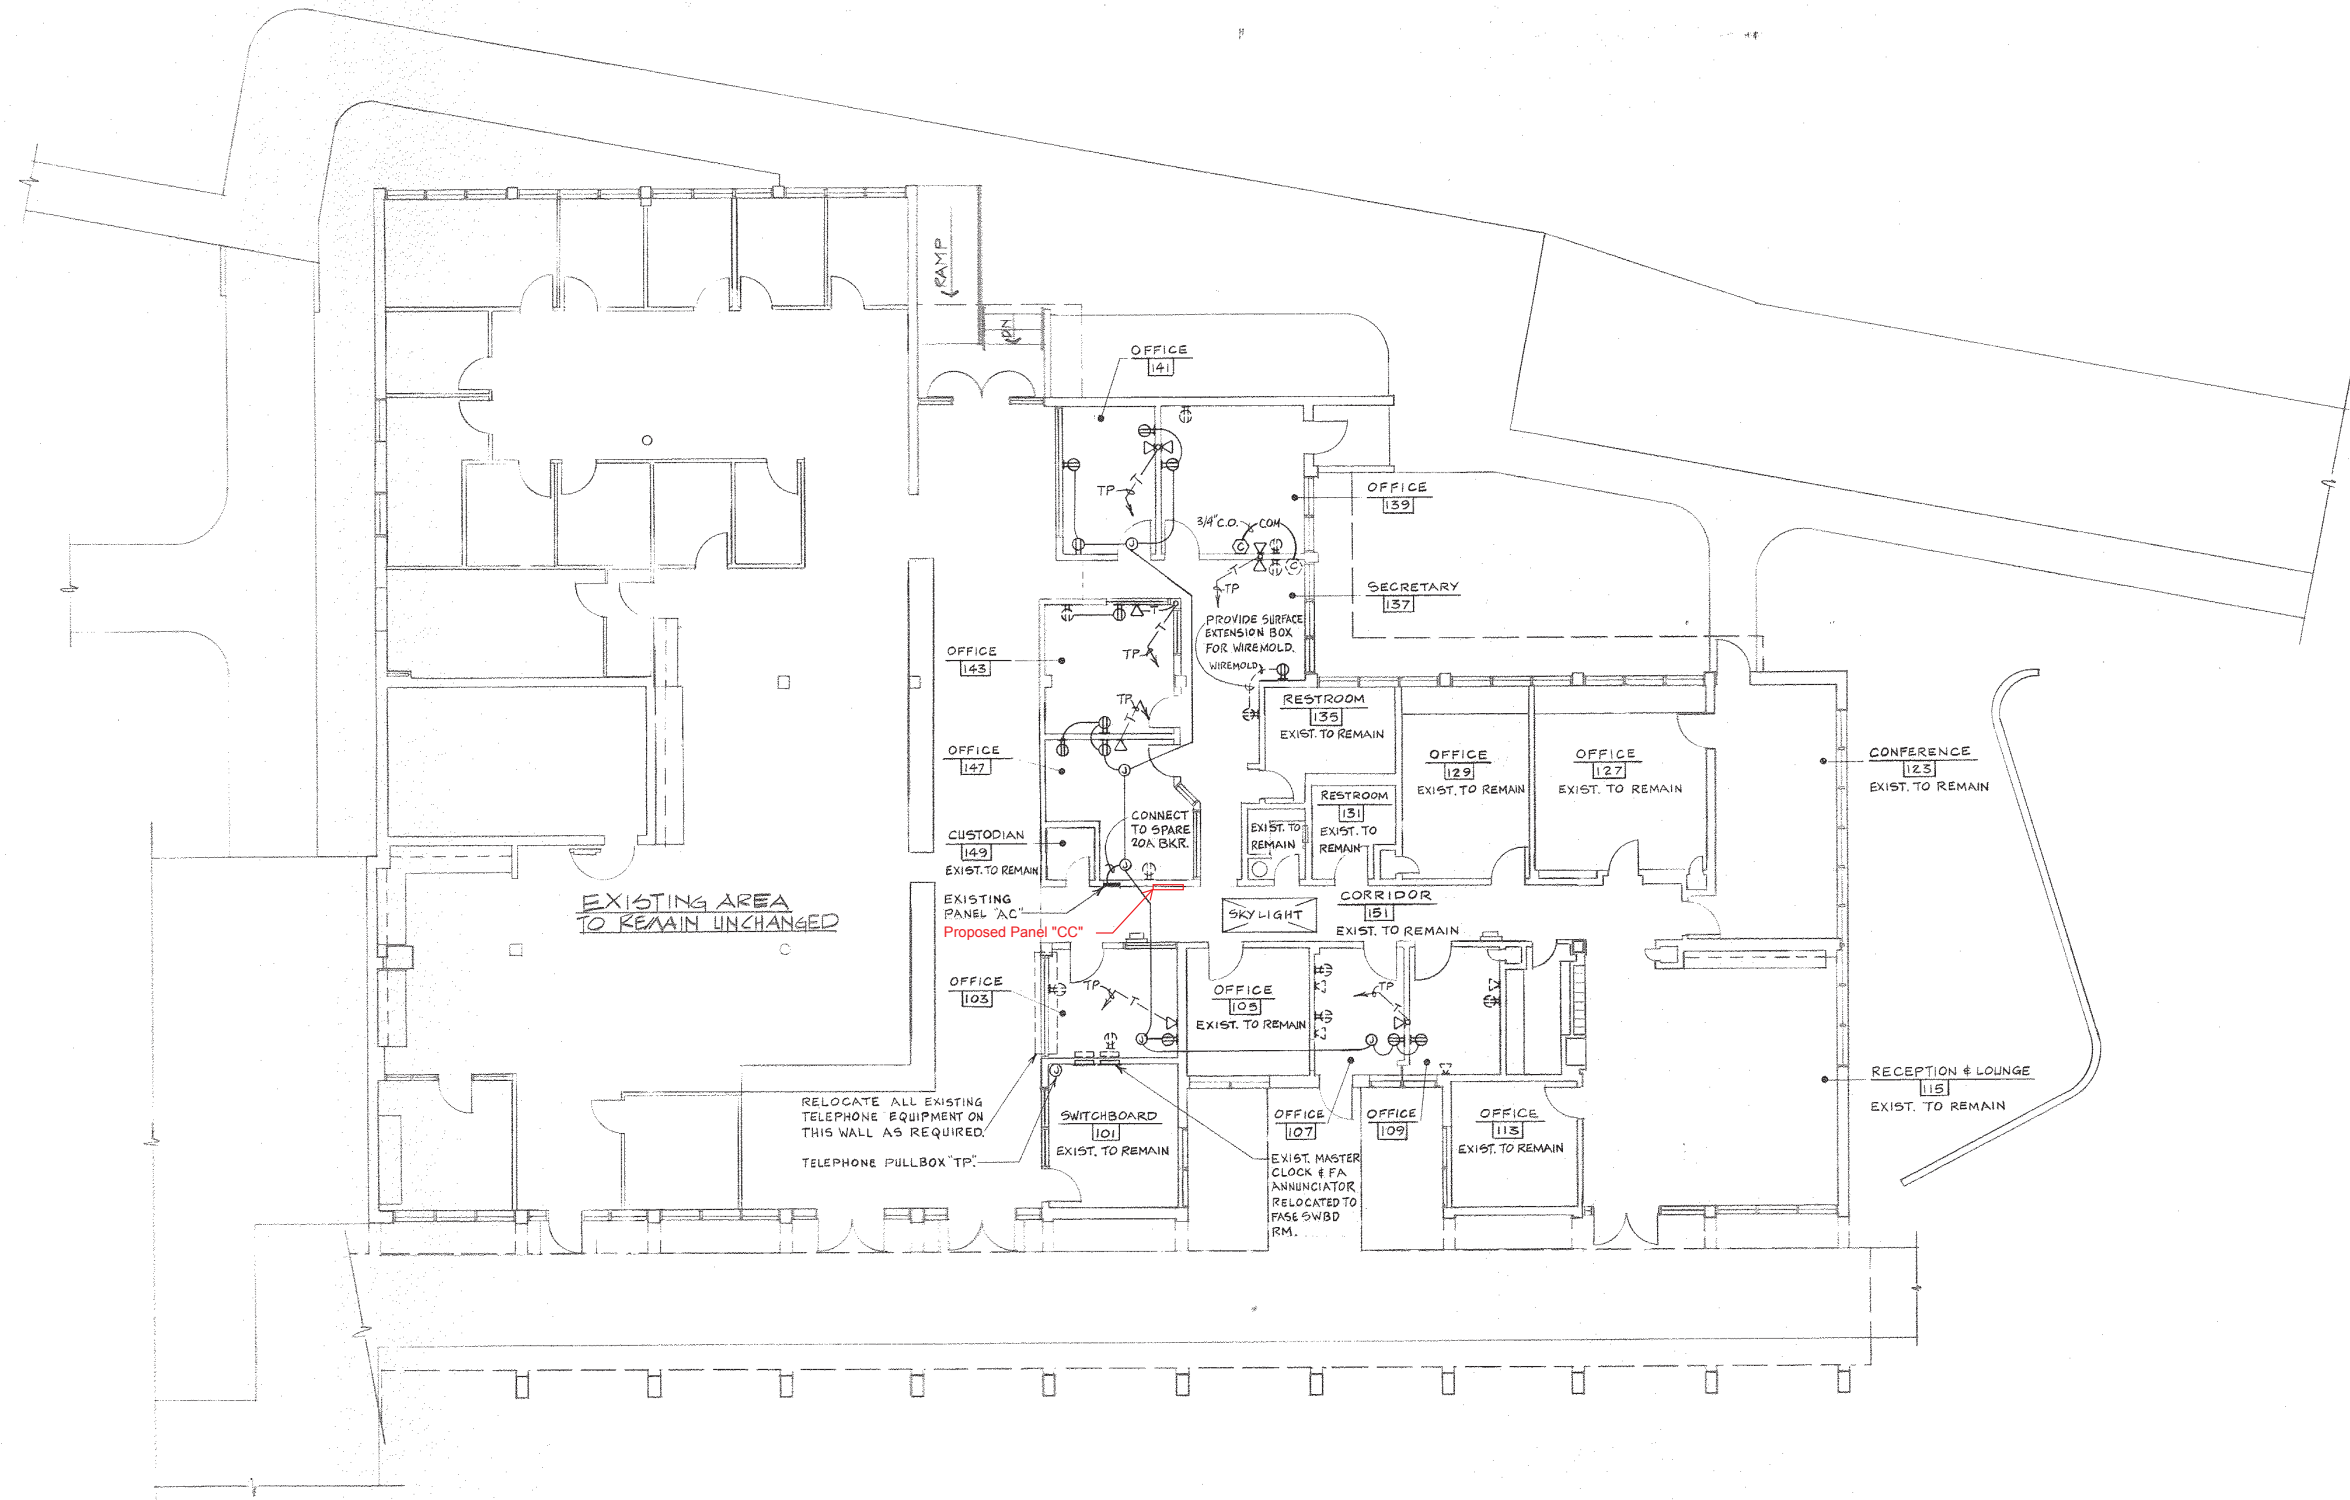 RAMP
DN
OFFICE
141
TP
OFFICE
139
3/4" C.O.
COM
C
C
TP
SECRETARY
137
PROVIDE SURFACE
EXTENSION BOX
FOR WIREMOLD.
WIREMOLD
T
T
T
J
OFFICE
143
TP
RESTROOM
135
EXIST. TO REMAIN
TP
T
OFFICE
147
J
OFFICE
129
EXIST. TO REMAIN
OFFICE
127
EXIST. TO REMAIN
CONFERENCE
123
EXIST. TO REMAIN
RESTROOM
131
EXIST. TO
REMAIN
EXIST. TO
REMAIN
CONNECT
TO SPARE
20A BKR.
J
CUSTODIAN
149
EXIST. TO REMAIN
EXISTING AREA
TO REMAIN UNCHANGED
EXISTING
PANEL "AC"
Proposed Panel "CC"
SKYLIGHT
CORRIDOR
151
EXIST. TO REMAIN
OFFICE
103
TP
T
J
OFFICE
105
EXIST. TO REMAIN
TP
J
J
RELOCATE ALL EXISTING
TELEPHONE EQUIPMENT ON
THIS WALL AS REQUIRED.
TELEPHONE PULLBOX "TP".
SWITCHBOARD
101
EXIST. TO REMAIN
OFFICE
107
OFFICE
109
OFFICE
113
EXIST. TO REMAIN
RECEPTION & LOUNGE
115
EXIST. TO REMAIN
EXIST. MASTER
CLOCK & FA
ANNUNCIATOR
RELOCATED TO
FASE SWBD
RM.